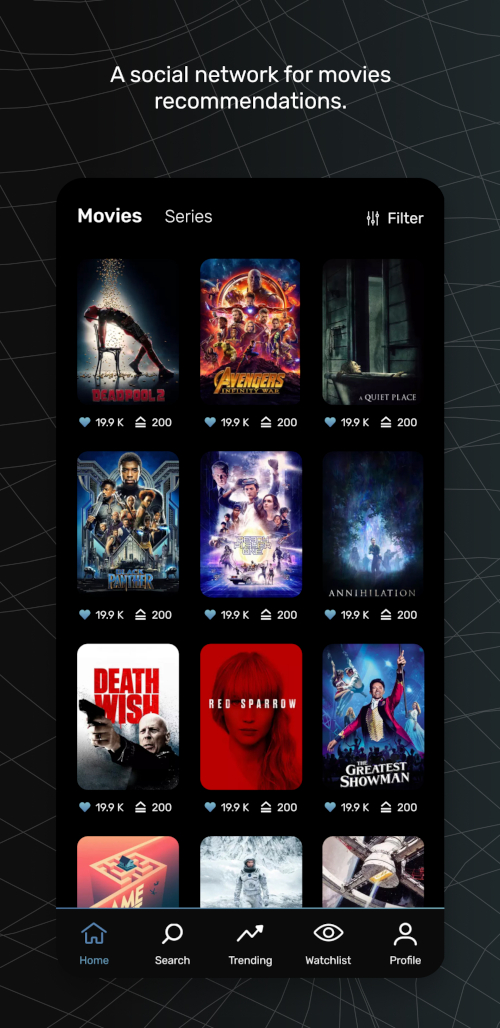 A social network for movies
recommendations.
Movies Series Filter
DEADPOOL 2
AVENGERS
INFINITY WAR
A QUIET PLACE
19.9 K 200 19.9 K 200 19.9 K 200
BLACK
PANTHER
READY
PLAYER
ONE
ANNIHILATION
19.9 K 200 19.9 K 200 19.9 K 200
DEATH
WISH
RED SPARROW
THE
GREATEST
SHOWMAN
19.9 K 200 19.9 K 200 19.9 K 200
AME
Home Search Trending Watchlist Profile